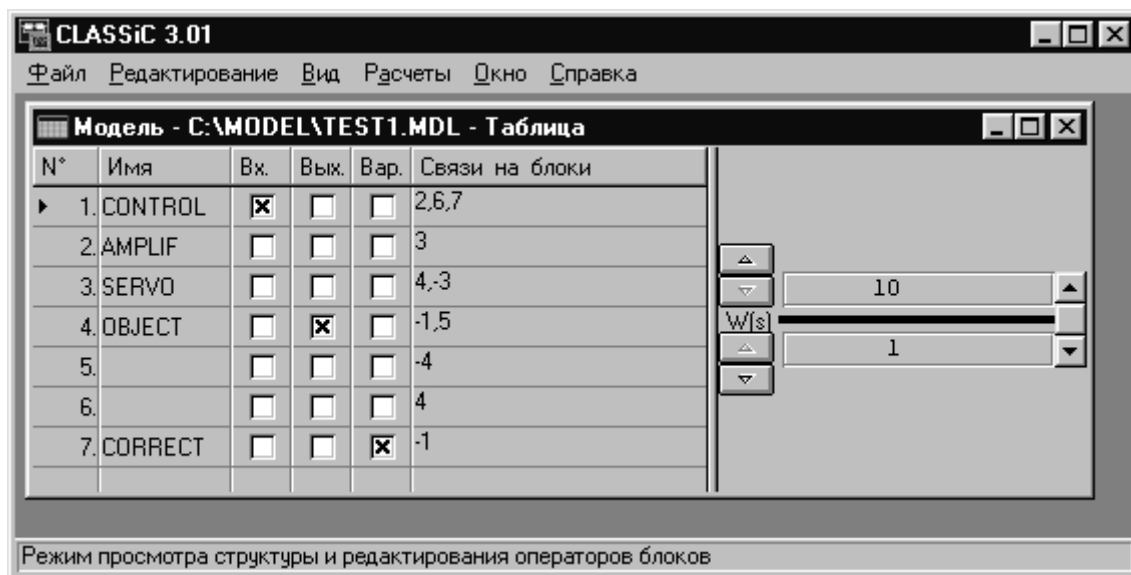 CLASSiC 3.01
Файл Редактирование Вид Расчеты Окно Справка
Модель - C:\MODEL\TEST1.MDL - Таблица
N° Имя Вх. Вых. Вар. Связи на блоки
1. CONTROL 2,6,7
2. AMPLIF 3
3. SERVO 4,-3
4. OBJECT -1,5
5. -4
6. 4
7. CORRECT -1
10
W(s)
1
Режим просмотра структуры и редактирования операторов блоков